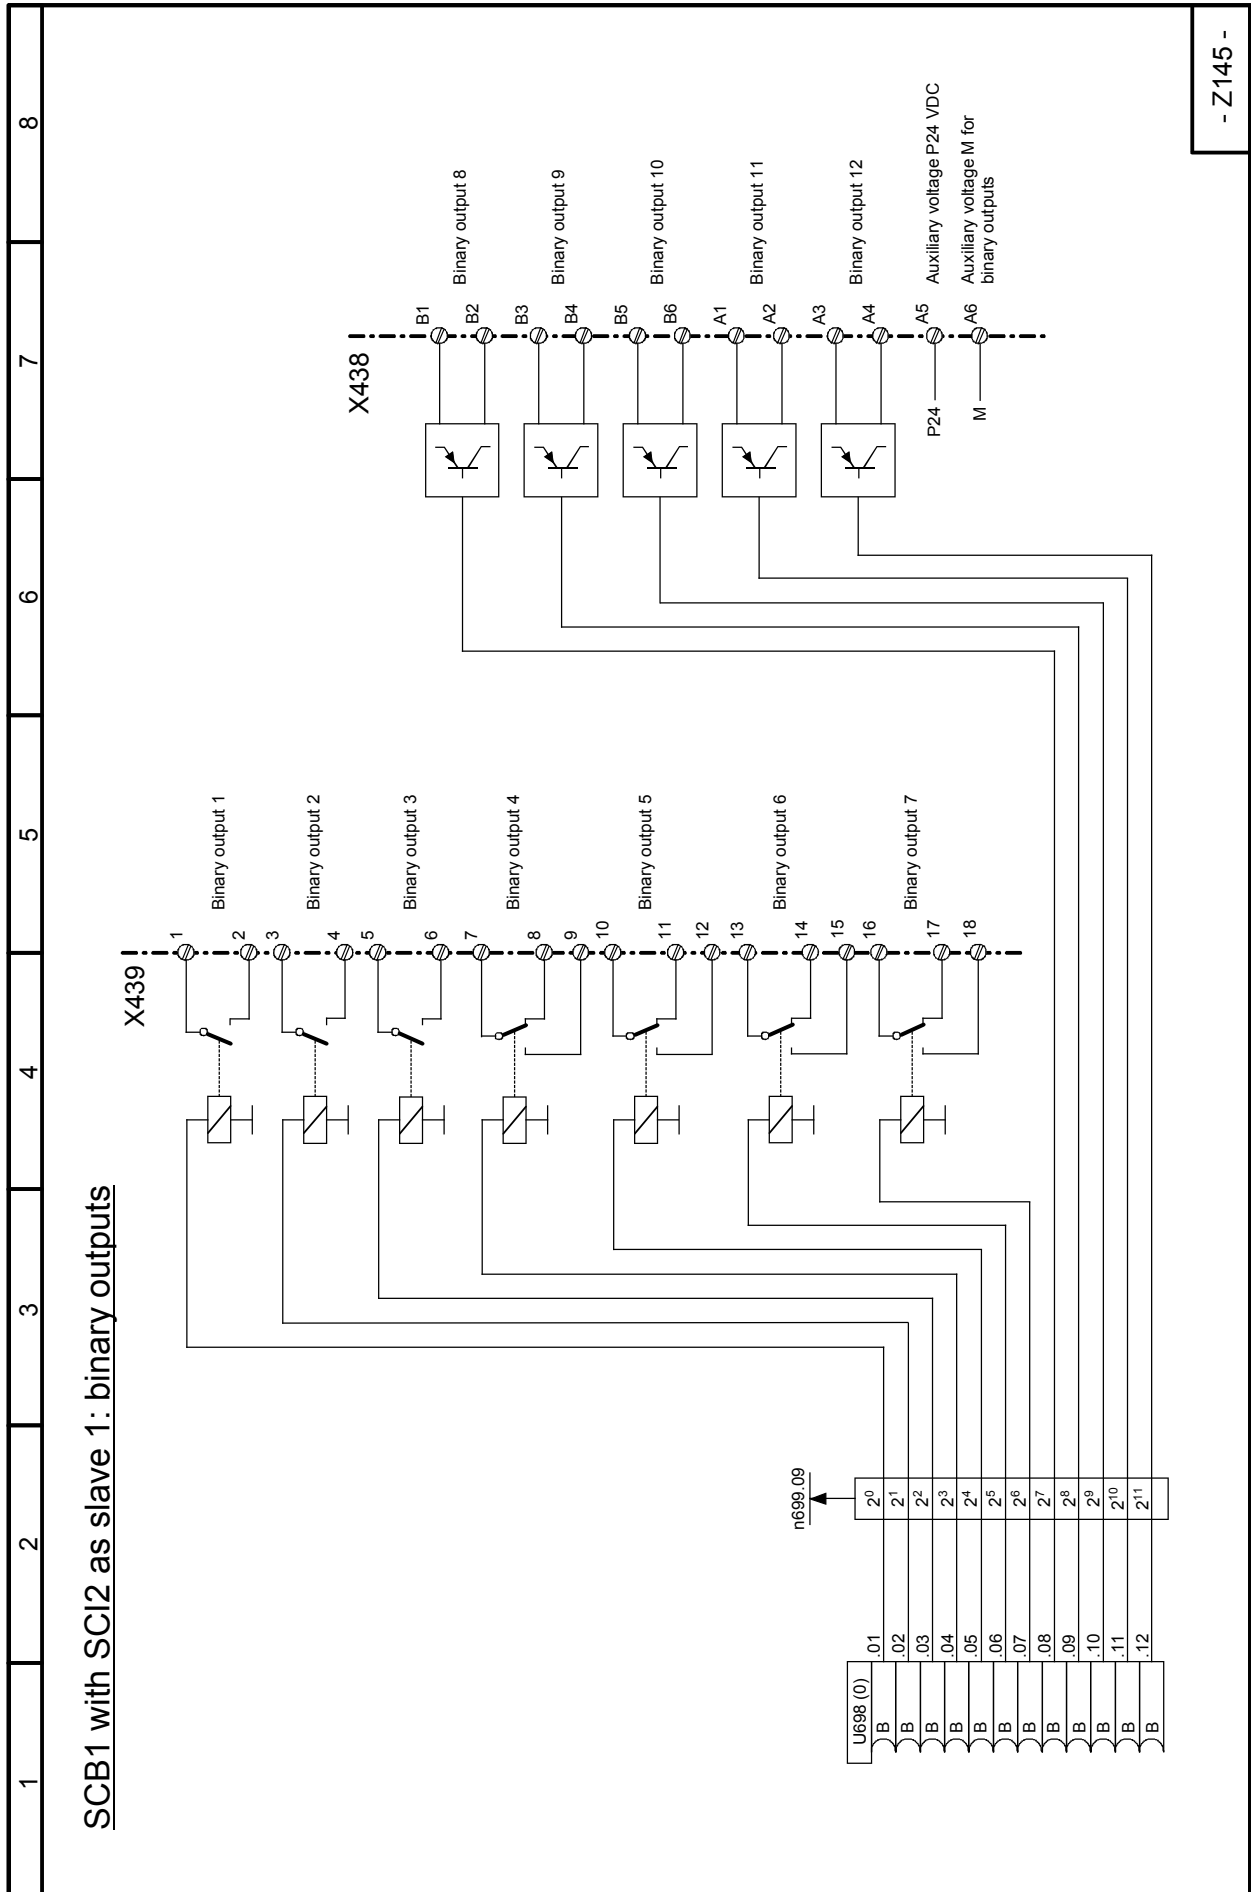 1
2
3
4
5
6
7
8
SCB1 with SCI2 as slave 1: binary outputs
X439
1
2
3
4
5
6
7
8
9
10
11
12
13
14
15
16
17
18
Binary output 1
Binary output 2
Binary output 3
Binary output 4
Binary output 5
Binary output 6
Binary output 7
X438
B1
B2
B3
B4
B5
B6
A1
A2
A3
A4
A5
A6
Binary output 8
Binary output 9
Binary output 10
Binary output 11
Binary output 12
P24
Auxiliary voltage P24 VDC
M
Auxiliary voltage M for
binary outputs
n699.09
2⁰
2¹
2²
2³
2⁴
2⁵
2⁶
2⁷
2⁸
2⁹
2¹⁰
2¹¹
U698 (0)
B .01
B .02
B .03
B .04
B .05
B .06
B .07
B .08
B .09
B .10
B .11
B .12
- Z145 -